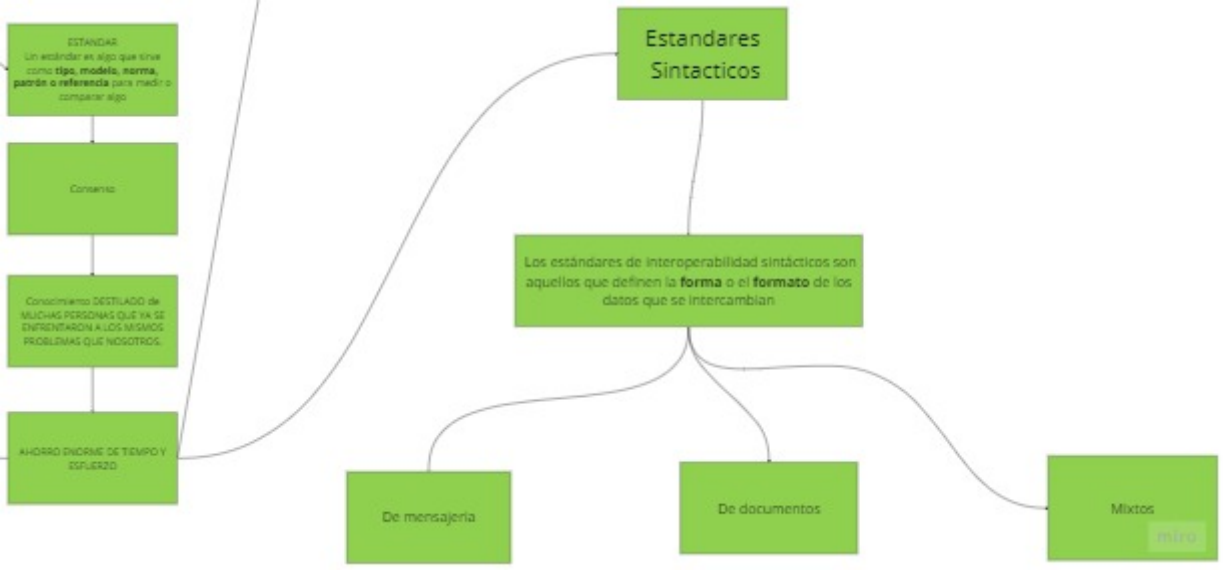 ESTANDAR
Un estándar es algo que sirve
como tipo, modelo, norma,
patrón o referencia para medir o
comparar algo
Consenso
Conocimiento DESTILADO de
MUCHAS PERSONAS QUE YA SE
ENFRENTARON A LOS MISMOS
PROBLEMAS QUE NOSOTROS.
AHORRO ENORME DE TIEMPO Y
ESFUERZO
Estandares
Sintacticos
Los estándares de interoperabilidad sintácticos son
aquellos que definen la forma o el formato de los
datos que se intercambian
De mensajería
De documentos
Mixtos
miro